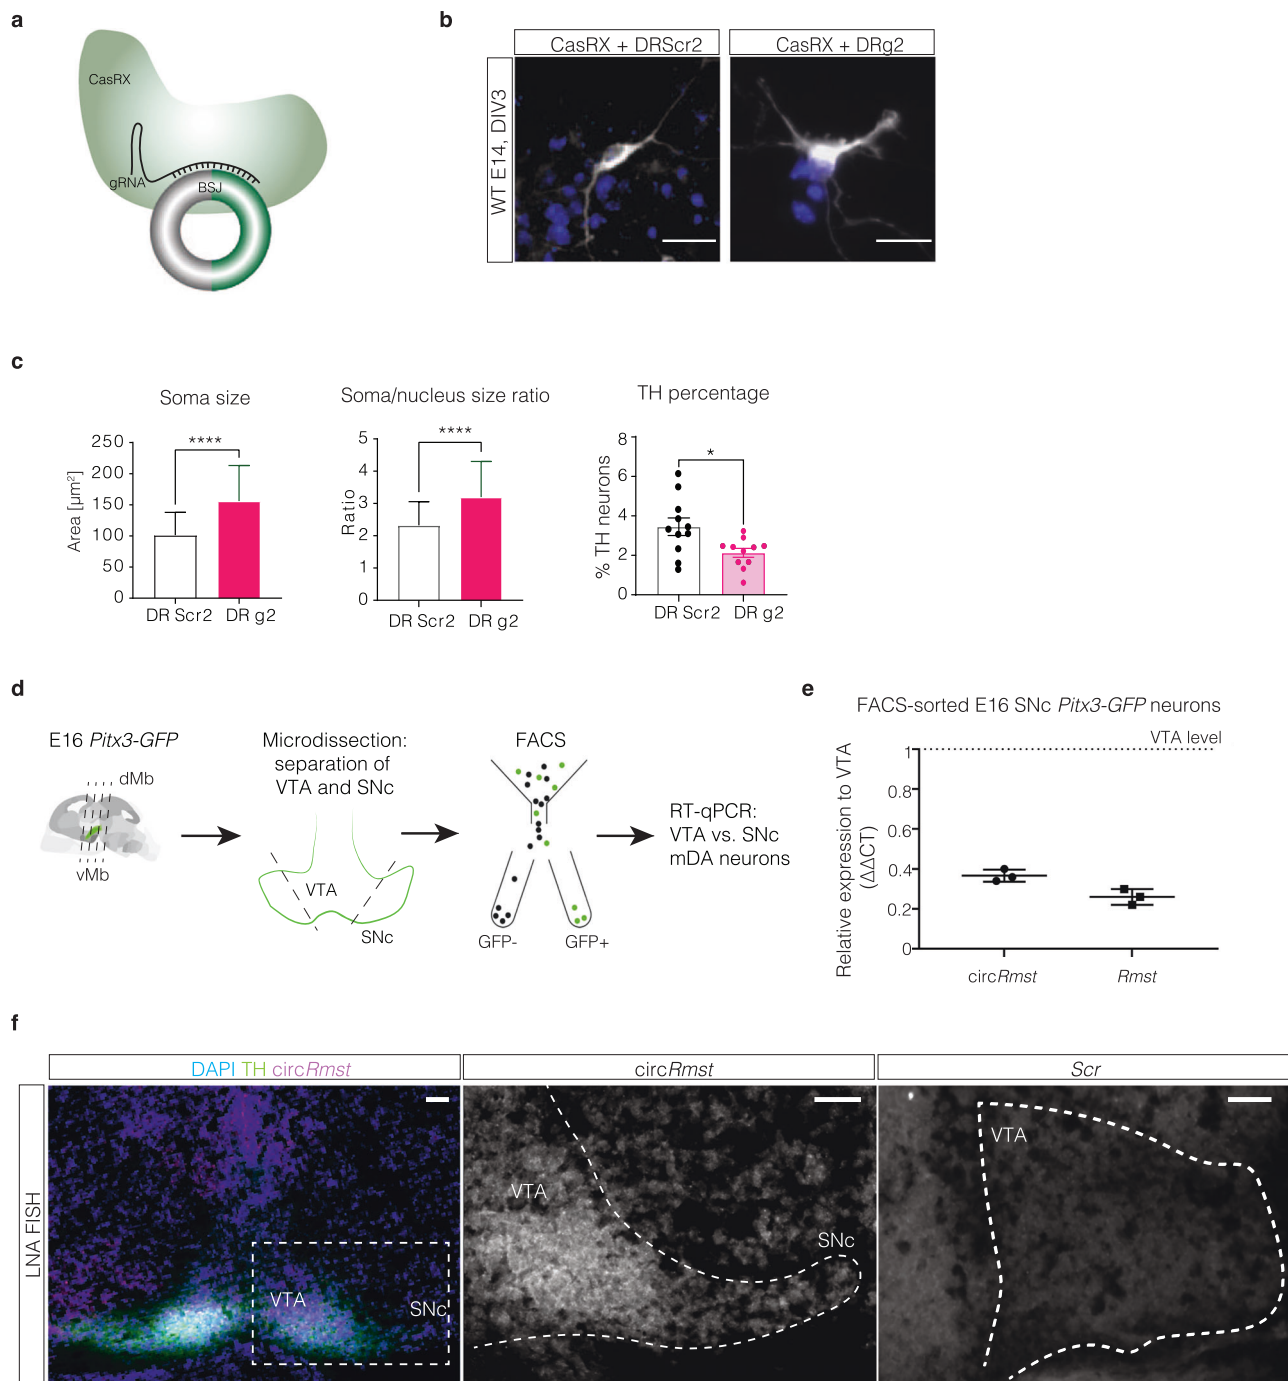 a
CasRX
gRNA
BSJ
b
CasRX + DRScr2
CasRX + DRg2
WT E14, DIV3
c
Soma size
Area [µm²]
250
200
150
100
50
0
DR Scr2
DR g2
****
Soma/nucleus size ratio
Ratio
5
4
3
2
1
0
DR Scr2
DR g2
****
TH percentage
% TH neurons
8
6
4
2
0
DR Scr2
DR g2
*
d
E16 Pitx3-GFP
dMb
vMb
Microdissection:
separation of
VTA and SNc
VTA
SNc
FACS
GFP-
GFP+
RT-qPCR:
VTA vs. SNc
mDA neurons
e
FACS-sorted E16 SNc Pitx3-GFP neurons
VTA level
Relative expression to VTA
(ΔΔCT)
1
0.8
0.6
0.4
0.2
0
circRmst
Rmst
f
LNA FISH
DAPI TH circRmst
VTA
SNc
circRmst
VTA
SNc
Scr
VTA